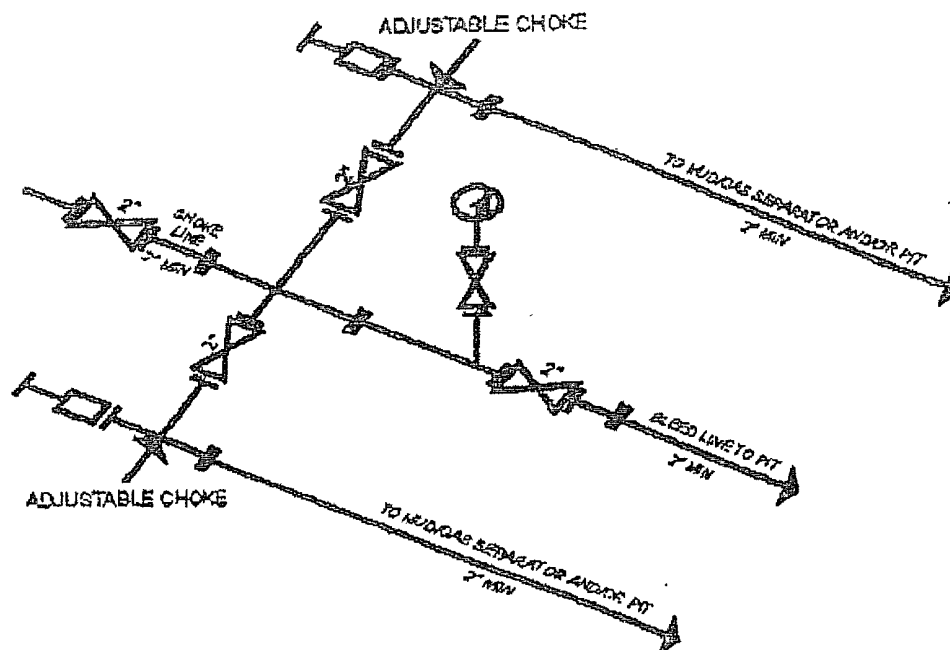 ADJUSTABLE CHOKE
2"
TO MUD/GAS SEPARATOR AND/OR PIT
2" MIN
2"
CHOKE
LINE
2" MIN
2"
2"
BLEED LINE TO PIT
2" MIN
ADJUSTABLE CHOKE
TO MUD/GAS SEPARATOR AND/OR PIT
2" MIN